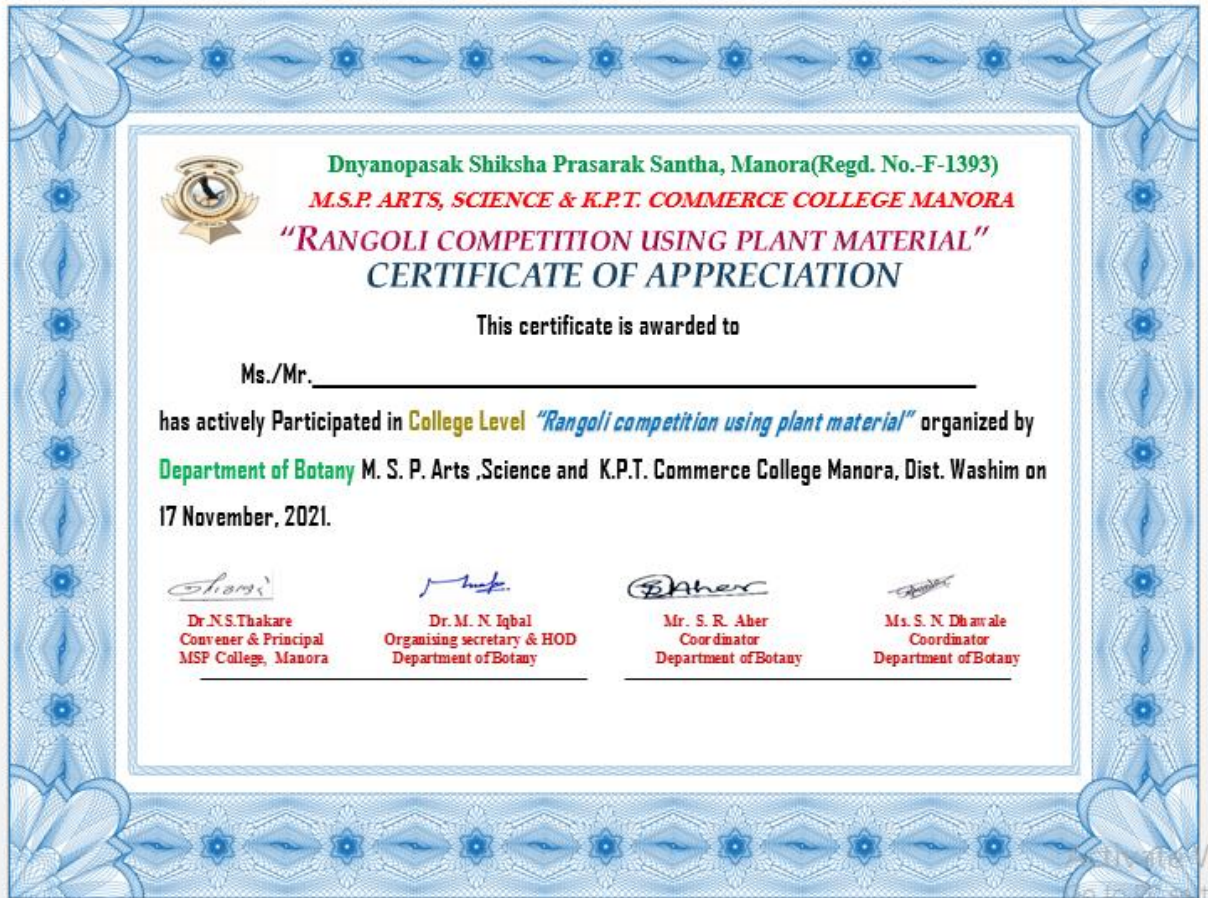 Dnyanopasak Shiksha Prasarak Santha, Manora(Regd. No.-F-1393)
M.S.P. ARTS, SCIENCE & K.P.T. COMMERCE COLLEGE MANORA
“RANGOLI COMPETITION USING PLANT MATERIAL”
CERTIFICATE OF APPRECIATION
This certificate is awarded to
Ms./Mr.
has actively Participated in College Level “Rangoli competition using plant material” organized by
Department of Botany M. S. P. Arts ,Science and K.P.T. Commerce College Manora, Dist. Washim on
17 November, 2021.
Dr.N.S.Thakare
Convener & Principal
MSP College, Manora
Dr. M. N. Iqbal
Organising secretary & HOD
Department of Botany
Aher
Mr. S. R. Aher
Coordinator
Department of Botany
Ms. S. N. Dhawale
Coordinator
Department of Botany
Activate